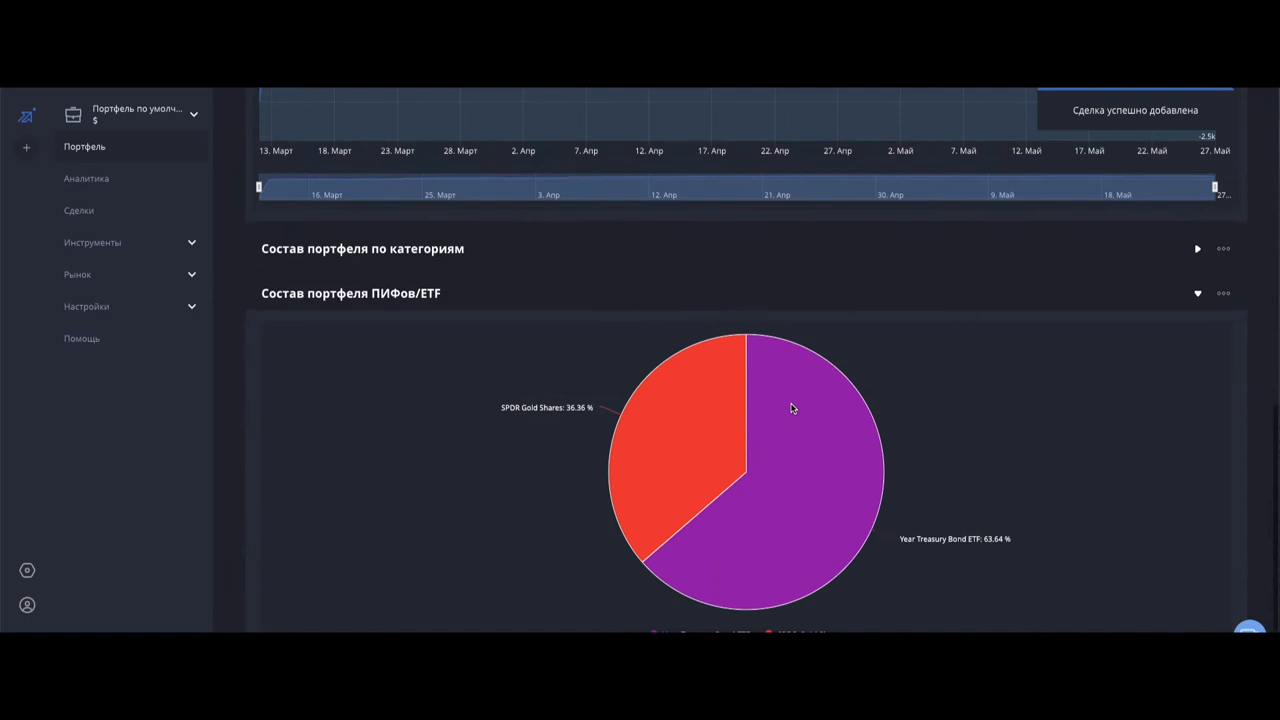 Портфель по умолч...
$
Портфель
Аналитика
Сделки
Инструменты
Рынок
Настройки
Помощь
Сделка успешно добавлена
-2.5k
13. Март 18. Март 23. Март 28. Март 2. Апр 7. Апр 12. Апр 17. Апр 22. Апр 27. Апр 2. Май 7. Май 12. Май 17. Май 22. Май 27. Май
16. Март 25. Март 3. Апр 12. Апр 21. Апр 30. Апр 9. Май 18. Май 27...
Состав портфеля по категориям
Состав портфеля ПИФов/ETF
SPDR Gold Shares: 36.36 %
Year Treasury Bond ETF: 63.64 %